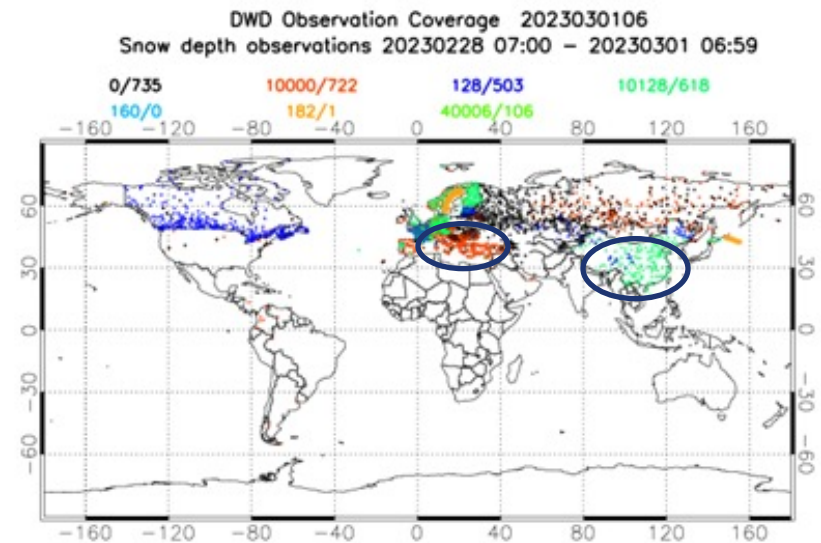 DWD Observation Coverage 2023030106
Snow depth observations 20230228 07:00 – 20230301 06:59
0/735 10000/722 128/503 10128/618
160/0 182/1 40006/106
−160 −120 −80 −40 0 40 80 120 160
60 60
30 30
0 0
−30 −30
−60 −60
−160 −120 −80 −40 0 40 80 120 160